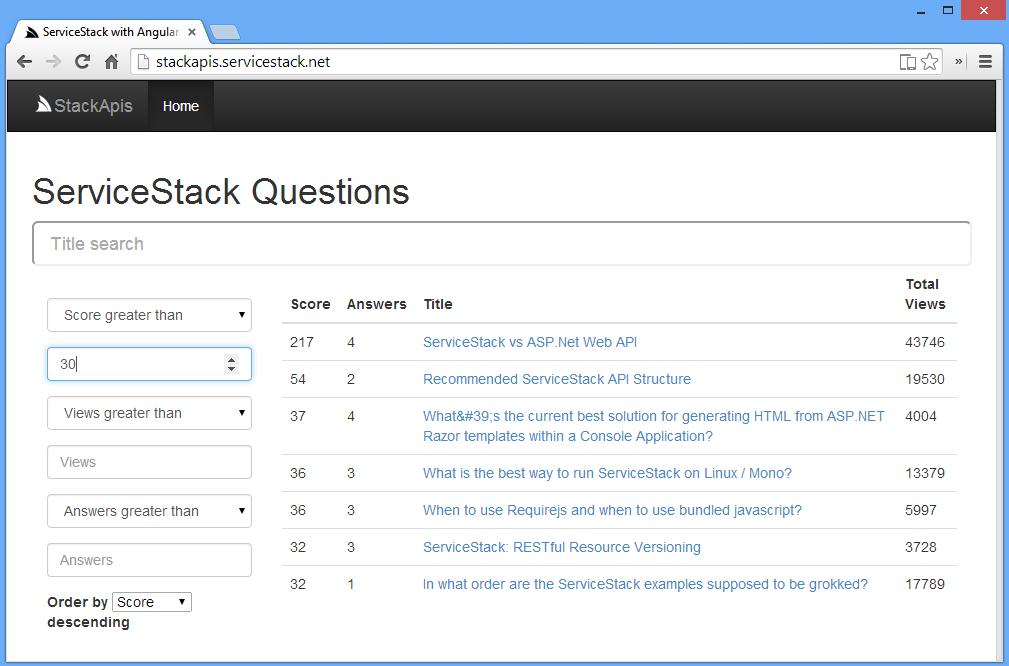 ServiceStack with Angular
stackapis.servicestack.net
StackApis Home
ServiceStack Questions
Title search
Score greater than
30
Views greater than
Views
Answers greater than
Answers
Order by Score
descending
Score Answers Title Total Views
217 4 ServiceStack vs ASP.Net Web API 43746
54 2 Recommended ServiceStack API Structure 19530
37 4 What&#39;s the current best solution for generating HTML from ASP.NET 4004
Razor templates within a Console Application?
36 3 What is the best way to run ServiceStack on Linux / Mono? 13379
36 3 When to use Requirejs and when to use bundled javascript? 5997
32 3 ServiceStack: RESTful Resource Versioning 3728
32 1 In what order are the ServiceStack examples supposed to be grokked? 17789